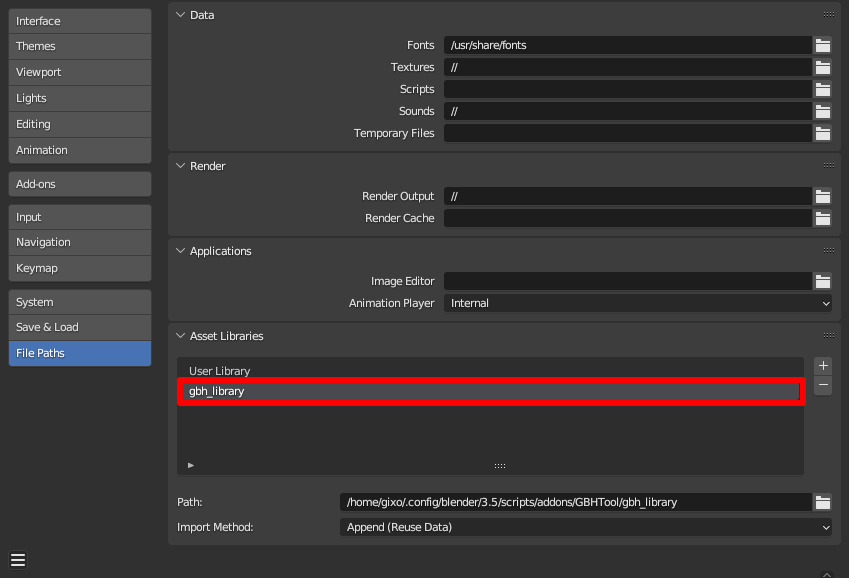 Interface
Themes
Viewport
Lights
Editing
Animation
Add-ons
Input
Navigation
Keymap
System
Save & Load
File Paths
Data
Fonts /usr/share/fonts
Textures //
Scripts
Sounds //
Temporary Files
Render
Render Output //
Render Cache
Applications
Image Editor
Animation Player Internal
Asset Libraries
User Library
gbh_library
Path: /home/gixo/.config/blender/3.5/scripts/addons/GBHTool/gbh_library
Import Method: Append (Reuse Data)